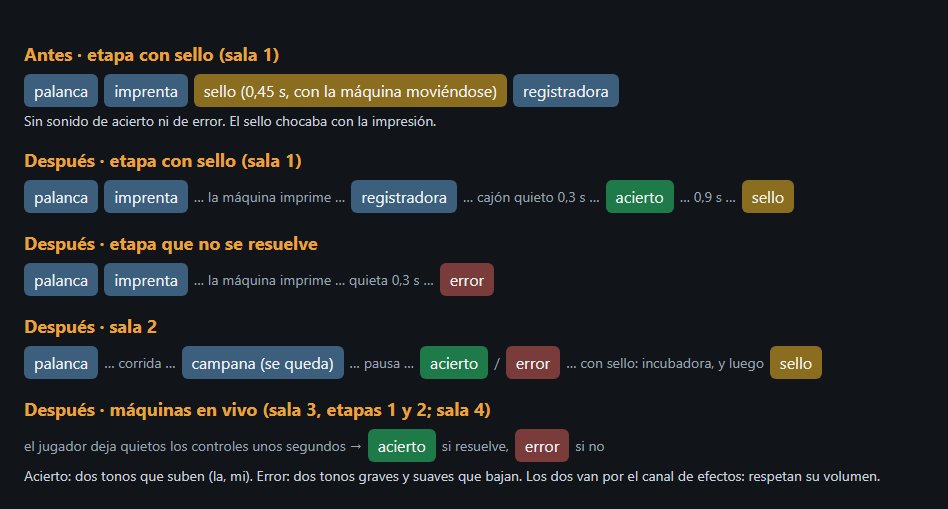 Antes · etapa con sello (sala 1)
palanca imprenta sello (0,45 s, con la máquina moviéndose) registradora
Sin sonido de acierto ni de error. El sello chocaba con la impresión.
Después · etapa con sello (sala 1)
palanca imprenta ... la máquina imprime ... registradora ... cajón quieto 0,3 s ... acierto ... 0,9 s ... sello
Después · etapa que no se resuelve
palanca imprenta ... la máquina imprime ... quieta 0,3 s ... error
Después · sala 2
palanca ... corrida ... campana (se queda) ... pausa ... acierto / error ... con sello: incubadora, y luego sello
Después · máquinas en vivo (sala 3, etapas 1 y 2; sala 4)
el jugador deja quietos los controles unos segundos → acierto si resuelve, error si no
Acierto: dos tonos que suben (la, mi). Error: dos tonos graves y suaves que bajan. Los dos van por el canal de efectos: respetan su volumen.